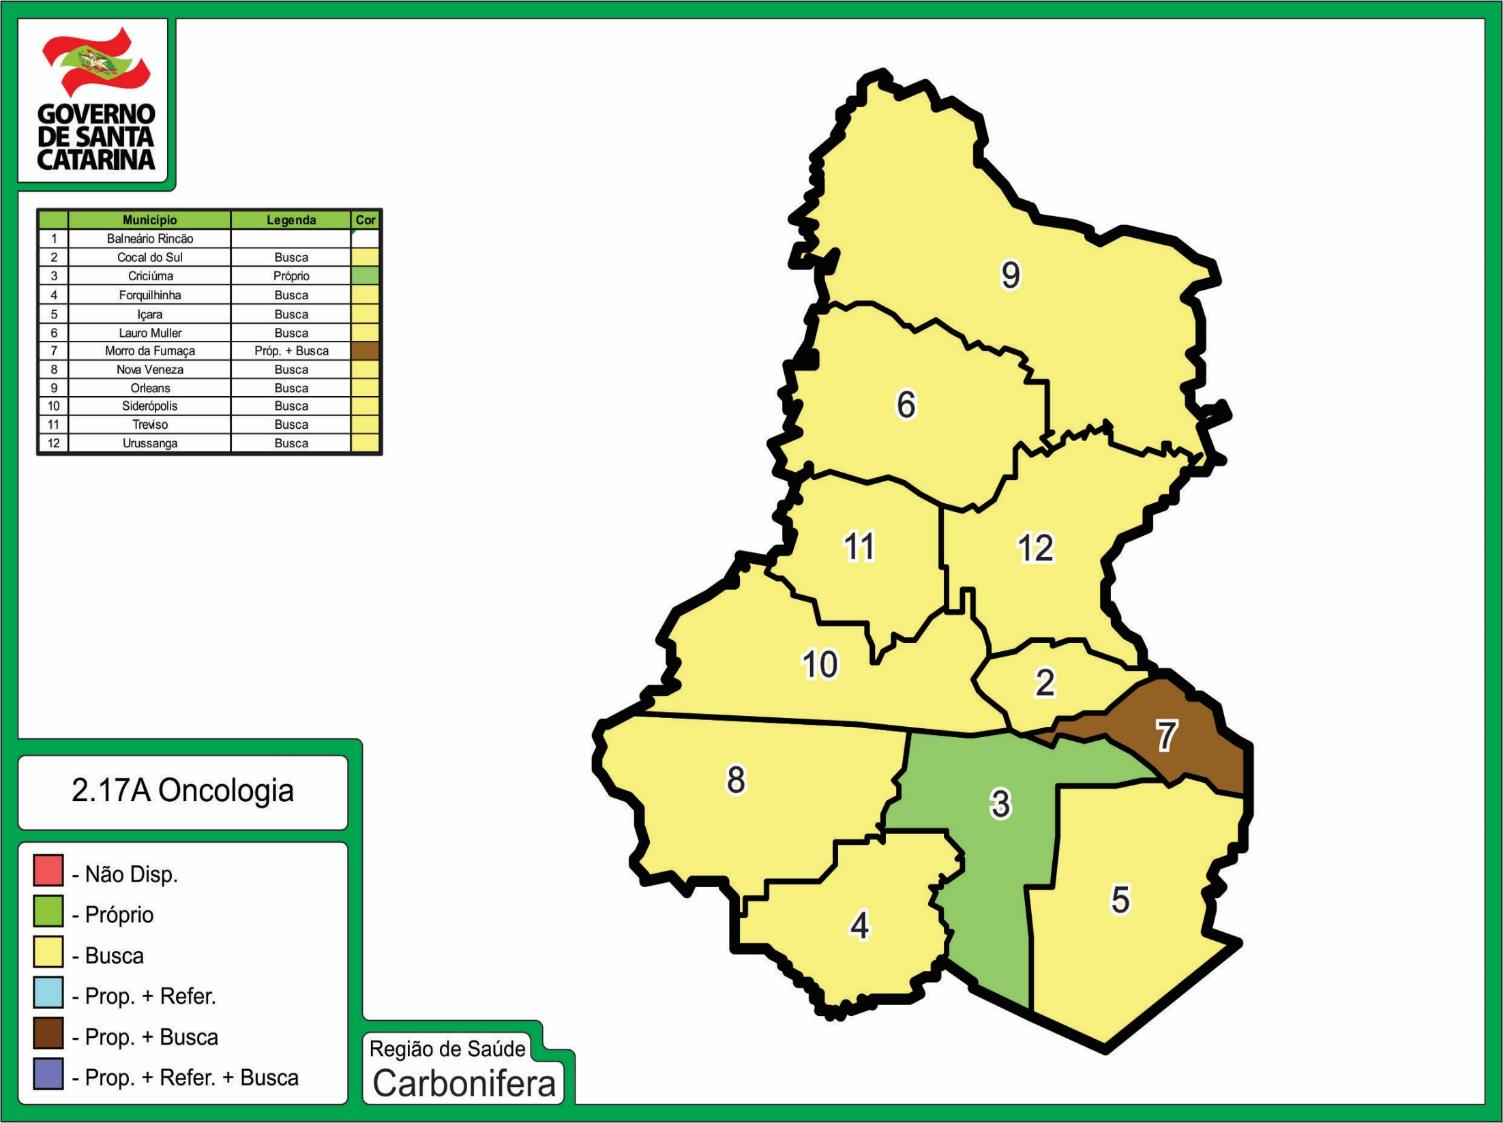 GOVERNO
DE SANTA
CATARINA
Município Legenda Cor
1 Balneário Rincão
2 Cocal do Sul Busca
3 Criciúma Próprio
4 Forquilhinha Busca
5 Içara Busca
6 Lauro Muller Busca
7 Morro da Fumaça Próp. + Busca
8 Nova Veneza Busca
9 Orleans Busca
10 Siderópolis Busca
11 Treviso Busca
12 Urussanga Busca
9
6
11
12
10
2
7
8
3
5
4
2.17A Oncologia
- Não Disp.
- Próprio
- Busca
- Prop. + Refer.
- Prop. + Busca
- Prop. + Refer. + Busca
Região de Saúde
Carbonifera